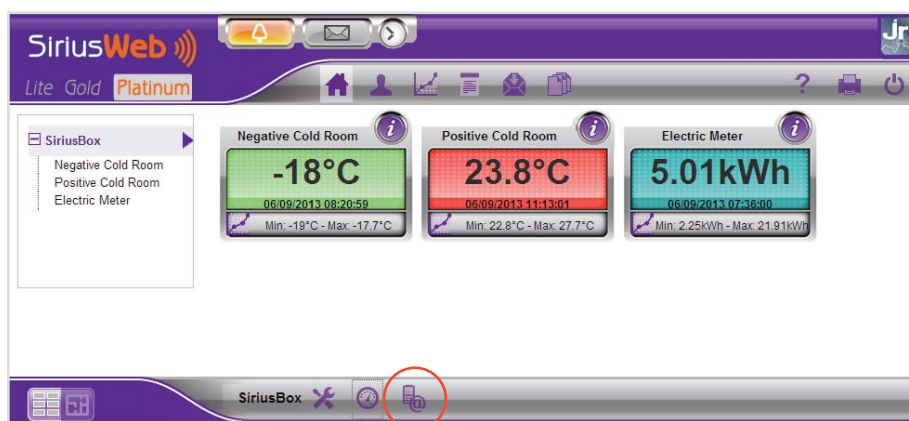 SiriusWeb
Lite Gold Platinum
Jr
?
SiriusBox
Negative Cold Room
Positive Cold Room
Electric Meter
Negative Cold Room
-18°C
06/09/2013 08:20:59
Min: -19°C - Max: -17.7°C
Positive Cold Room
23.8°C
06/09/2013 11:13:01
Min: 22.8°C - Max: 27.7°C
Electric Meter
5.01kWh
06/09/2013 07:36:00
Min: 2.25kWh - Max: 21.91kWh
SiriusBox